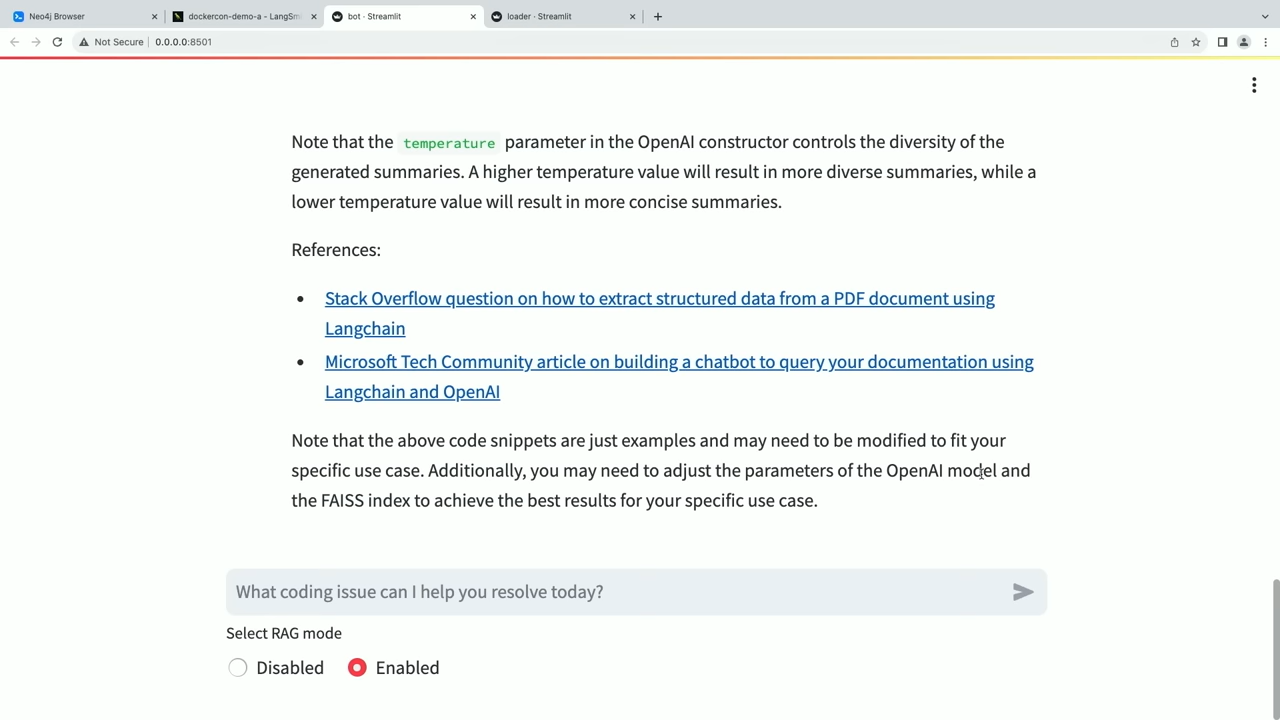 Neo4j Browser
dockercon-demo-a - LangSm
bot · Streamlit
loader · Streamlit
Not Secure
0.0.0.0:8501
Note that the temperature parameter in the OpenAI constructor controls the diversity of the
generated summaries. A higher temperature value will result in more diverse summaries, while a
lower temperature value will result in more concise summaries.
References:
• Stack Overflow question on how to extract structured data from a PDF document using
Langchain
• Microsoft Tech Community article on building a chatbot to query your documentation using
Langchain and OpenAI
Note that the above code snippets are just examples and may need to be modified to fit your
specific use case. Additionally, you may need to adjust the parameters of the OpenAI model and
the FAISS index to achieve the best results for your specific use case.
What coding issue can I help you resolve today?
Select RAG mode
Disabled
Enabled